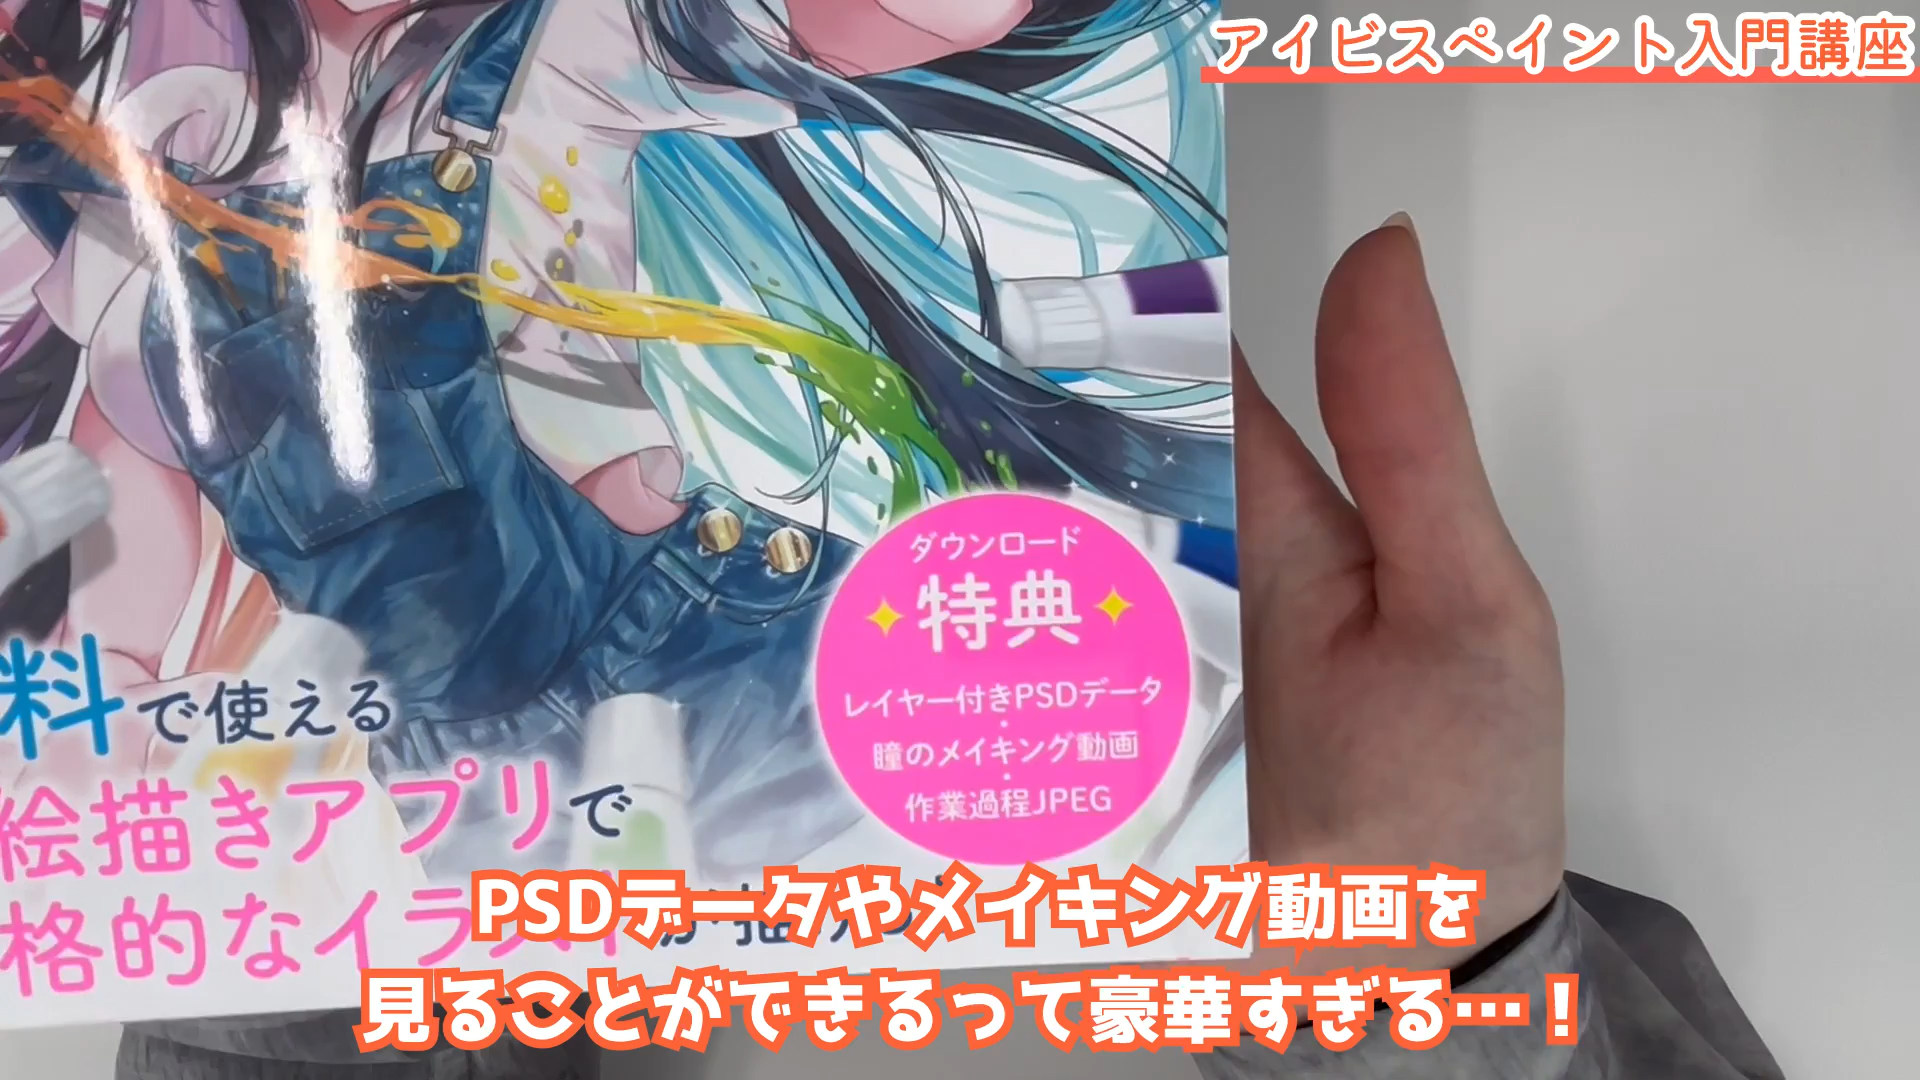 アイビスペイント入門講座
ダウンロード
特典
レイヤー付きPSDデータ
・
瞳のメイキング動画
・
作業過程JPEG
料で使える
絵描きアプリで
格的なイラスト
PSDデータやメイキング動画を
見ることができるって豪華すぎる…！